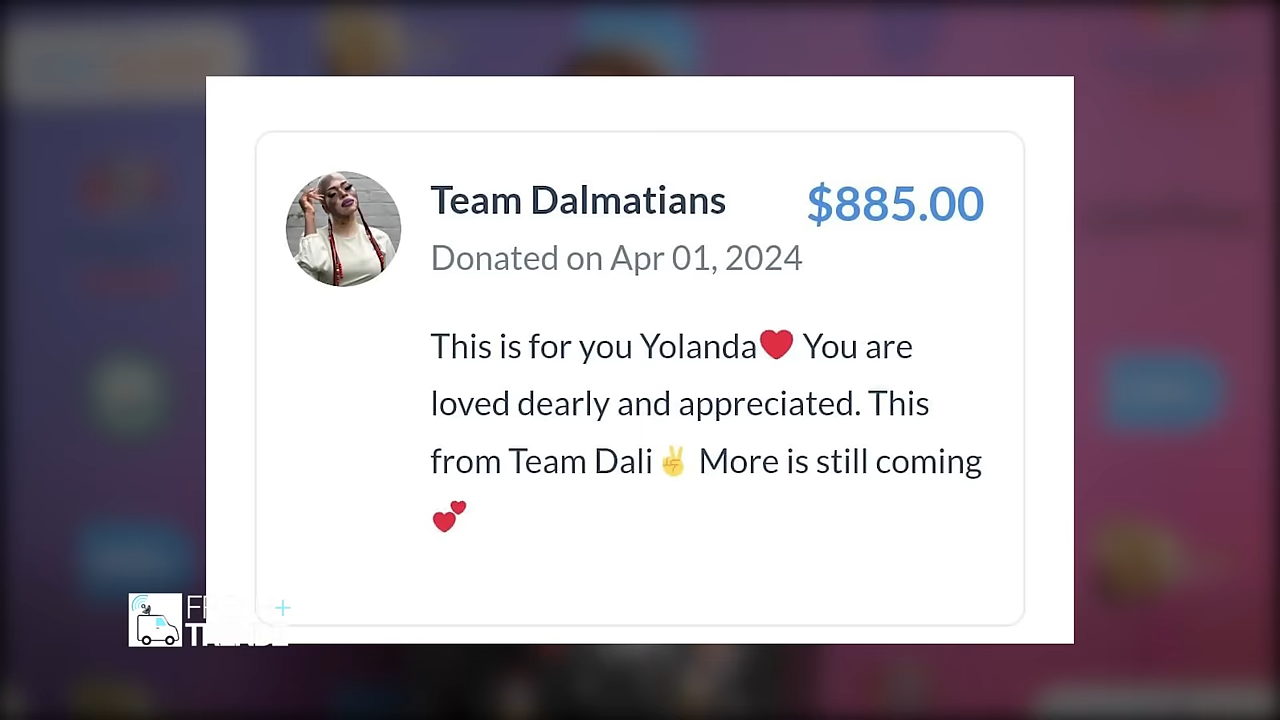 Team Dalmatians
$885.00
Donated on Apr 01, 2024
This is for you Yolanda❤️ You are
loved dearly and appreciated. This
from Team Dali✌️ More is still coming
💕